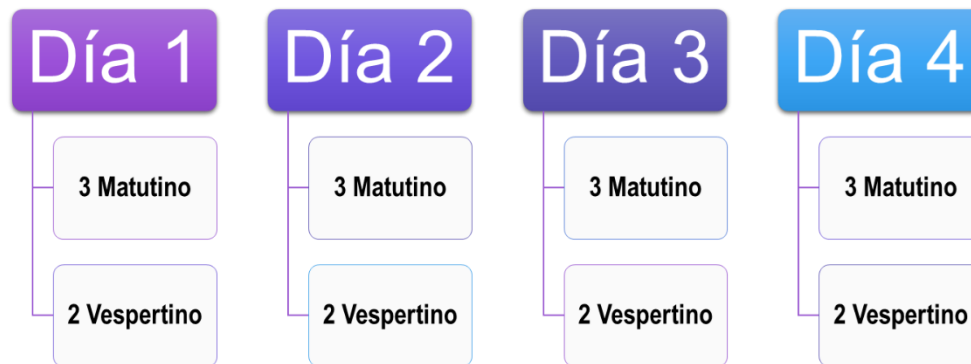 Día 1
3 Matutino
2 Vespertino
Día 2
3 Matutino
2 Vespertino
Día 3
3 Matutino
2 Vespertino
Día 4
3 Matutino
2 Vespertino